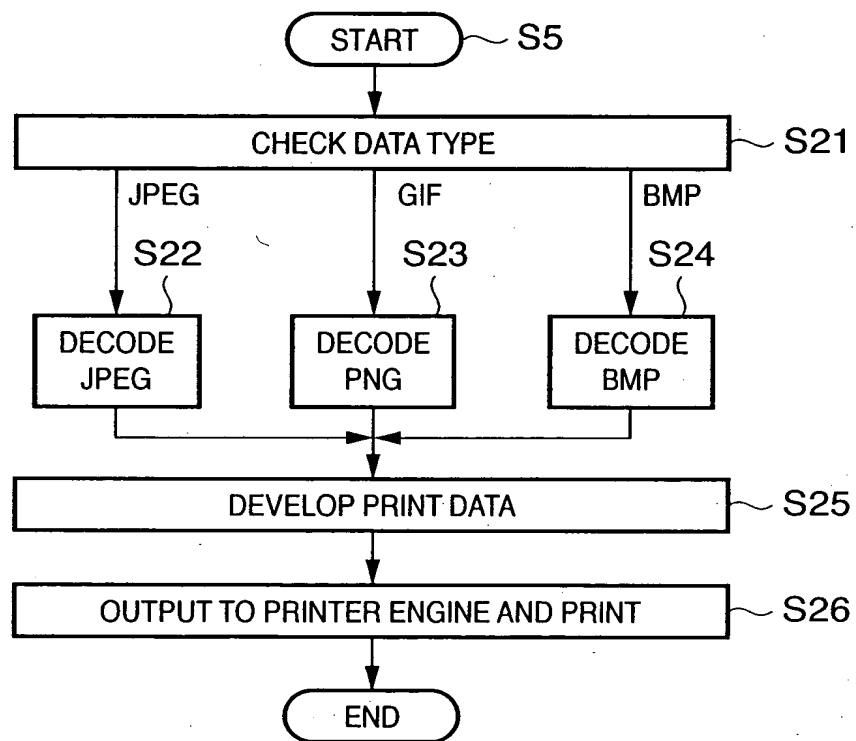 START
S5
CHECK DATA TYPE
S21
JPEG
GIF
BMP
S22
S23
S24
DECODE
JPEG
DECODE
PNG
DECODE
BMP
DEVELOP PRINT DATA
S25
OUTPUT TO PRINTER ENGINE AND PRINT
S26
END